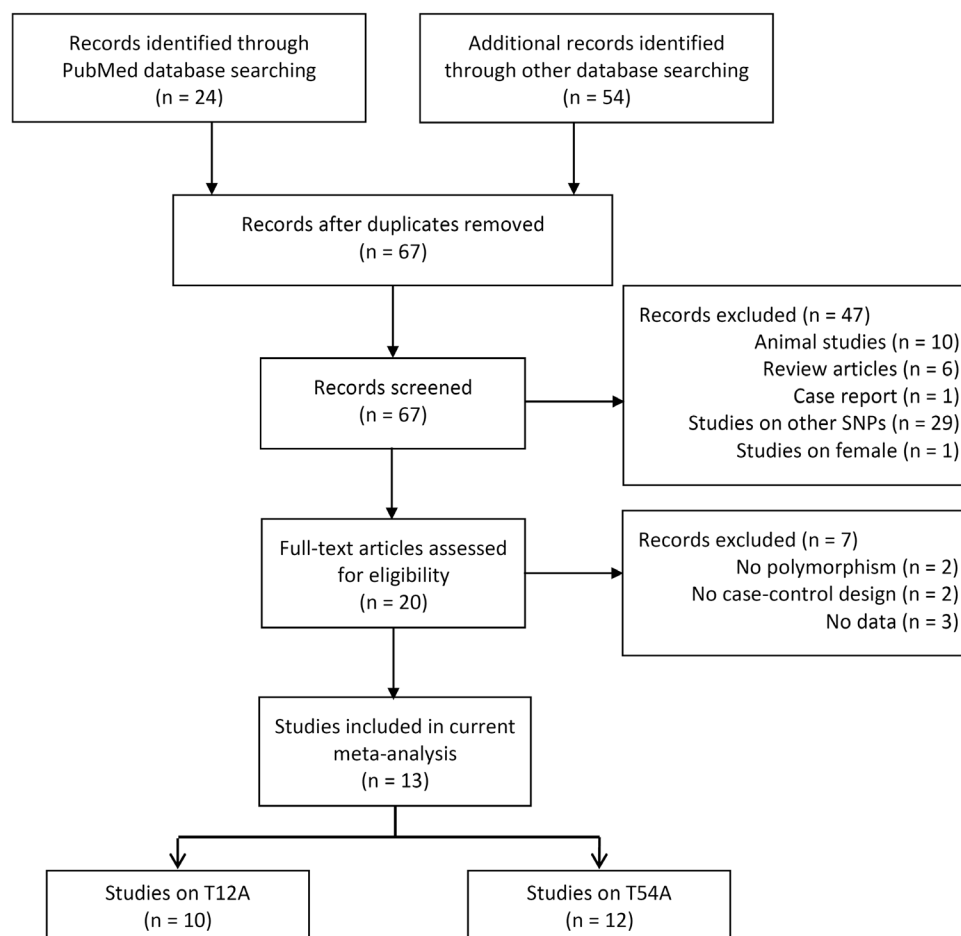 Records identified through
PubMed database searching
(n = 24)
Additional records identified
through other database searching
(n = 54)
Records after duplicates removed
(n = 67)
Records screened
(n = 67)
Records excluded (n = 47)
Animal studies (n = 10)
Review articles (n = 6)
Case report (n = 1)
Studies on other SNPs (n = 29)
Studies on female (n = 1)
Full-text articles assessed
for eligibility
(n = 20)
Records excluded (n = 7)
No polymorphism (n = 2)
No case-control design (n = 2)
No data (n = 3)
Studies included in current
meta-analysis
(n = 13)
Studies on T12A
(n = 10)
Studies on T54A
(n = 12)